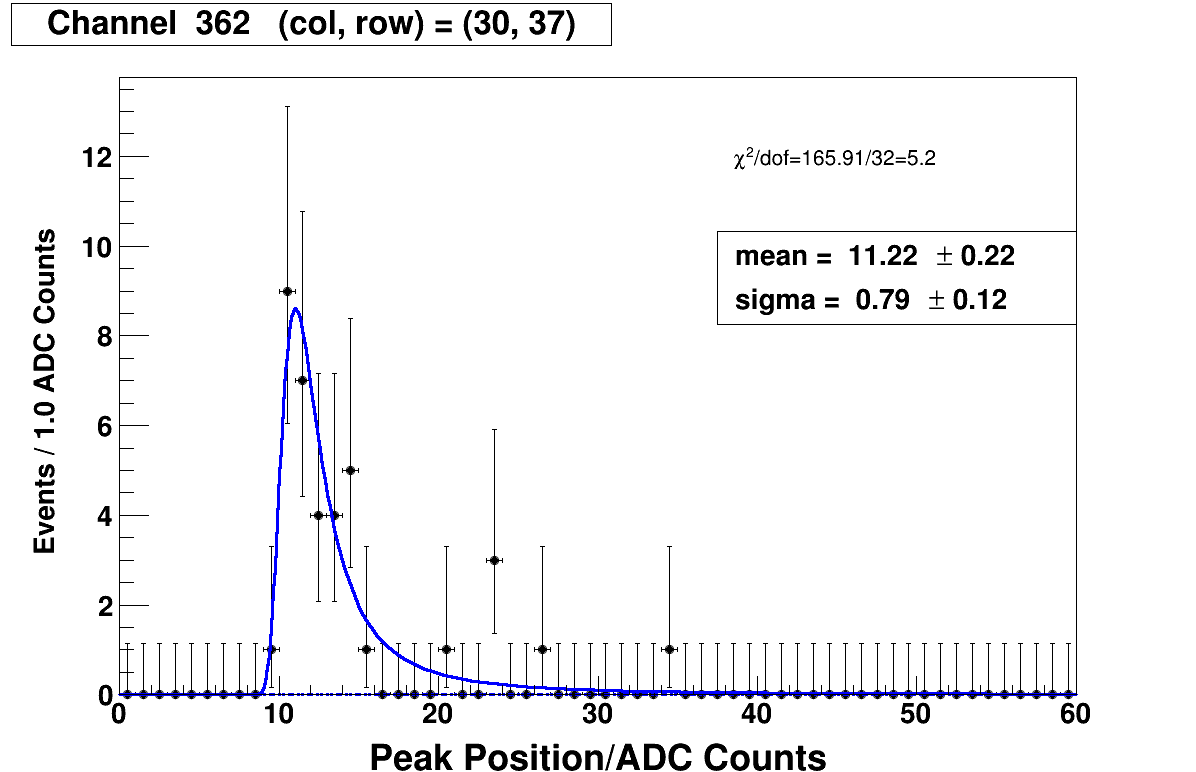 Channel 362 (col, row) = (30, 37)
χ²/dof=165.91/32=5.2
mean = 11.22 ± 0.22
sigma = 0.79 ± 0.12
Events / 1.0 ADC Counts
12
10
8
6
4
2
0
0 10 20 30 40 50 60
Peak Position/ADC Counts